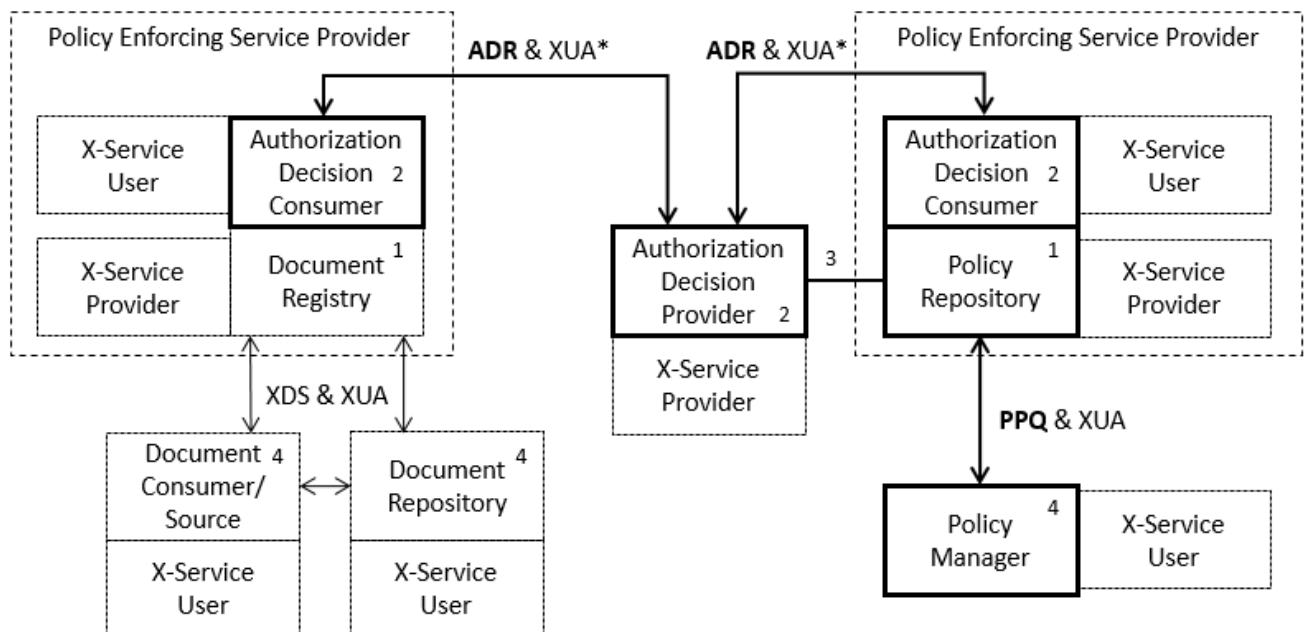 Policy Enforcing Service Provider
Policy Enforcing Service Provider
ADR & XUA*
ADR & XUA*
X-Service
User
Authorization
Decision 2
Consumer
Authorization
Decision 2
Consumer
X-Service
User
X-Service
Provider
Document 1
Registry
Authorization
Decision
Provider 2
3
Policy 1
Repository
X-Service
Provider
X-Service
Provider
XDS & XUA
PPQ & XUA
Document 4
Consumer/
Source
Document 4
Repository
Policy 4
Manager
X-Service
User
X-Service
User
X-Service
User